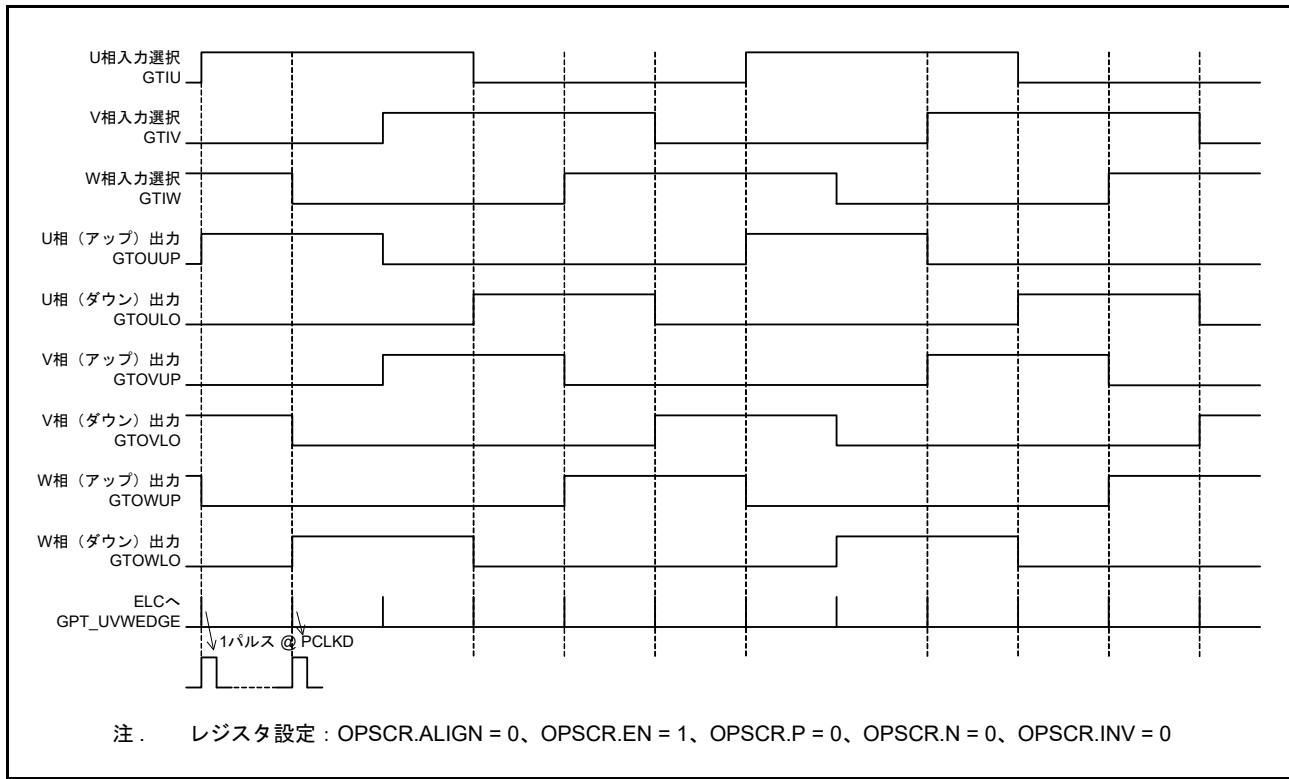 U相入力選択
GTIU
V相入力選択
GTIV
W相入力選択
GTIW
U相（アップ）出力
GTOUUP
U相（ダウン）出力
GTOULO
V相（アップ）出力
GTOVUP
V相（ダウン）出力
GTOVLO
W相（アップ）出力
GTOWUP
W相（ダウン）出力
GTOWLO
ELCへ
GPT_UVWEDGE
1パルス @ PCLKD
注． レジスタ設定：OPSCR.ALIGN = 0、OPSCR.EN = 1、OPSCR.P = 0、OPSCR.N = 0、OPSCR.INV = 0